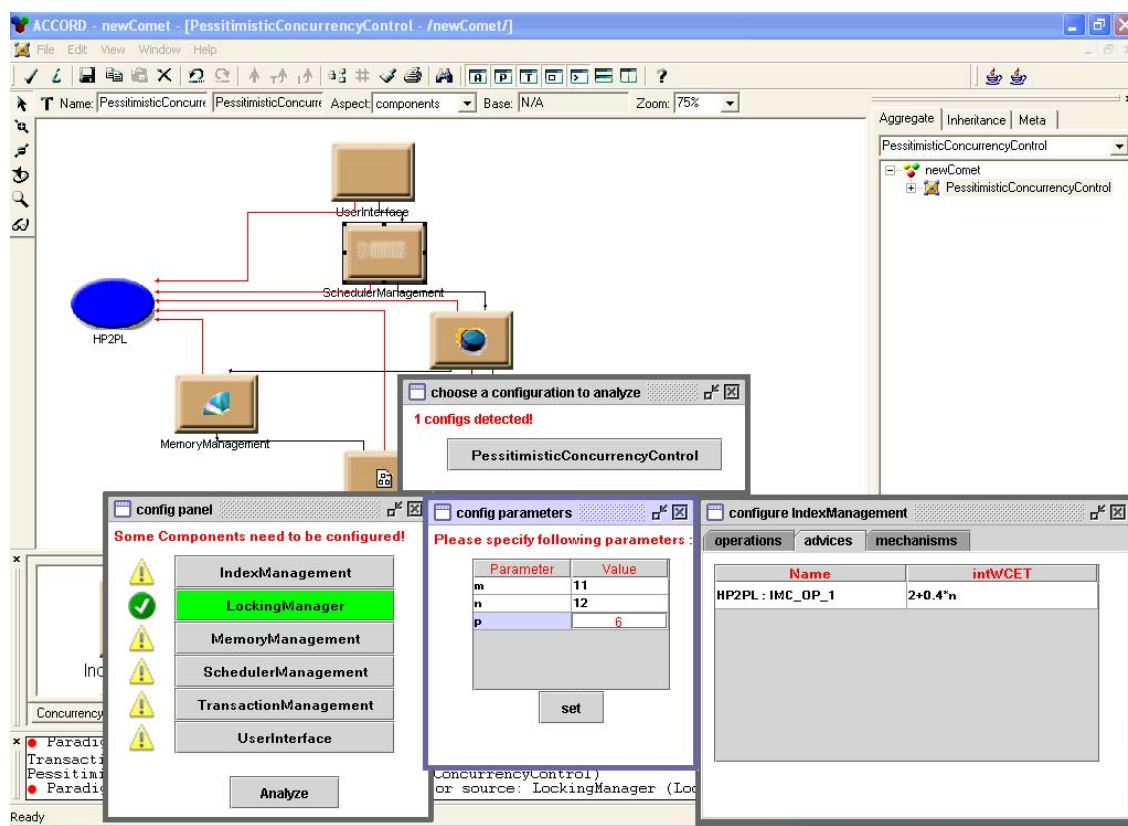 ACCORD - newComet - [PessitimisticConcurrencyControl - /newComet/]
File Edit View Window Help
A P T
?
T Name: PessitimisticConcurre PessitimisticConcurre Aspect: components Base: N/A Zoom: 75%
Aggregate Inheritance Meta
PessitimisticConcurrencyControl
newComet
PessitimisticConcurrencyControl
UserInterface
SchedulerManagement
HP2PL
MemoryManagement
choose a configuration to analyze
1 configs detected!
PessitimisticConcurrencyControl
config panel
Some Components need to be configured!
IndexManagement
LockingManager
MemoryManagement
SchedulerManagement
TransactionManagement
UserInterface
Analyze
config parameters
Please specify following parameters :
Parameter Value
m 11
n 12
p 6
set
configure IndexManagement
operations advices mechanisms
Name intWCET
HP2PL : IMC_OP_1 2+0.4*n
Inc
Concurrency
Paradig
Transacti
Pessitimi ConcurrencyControl)
Paradig or source: LockingManager (Loc
Ready